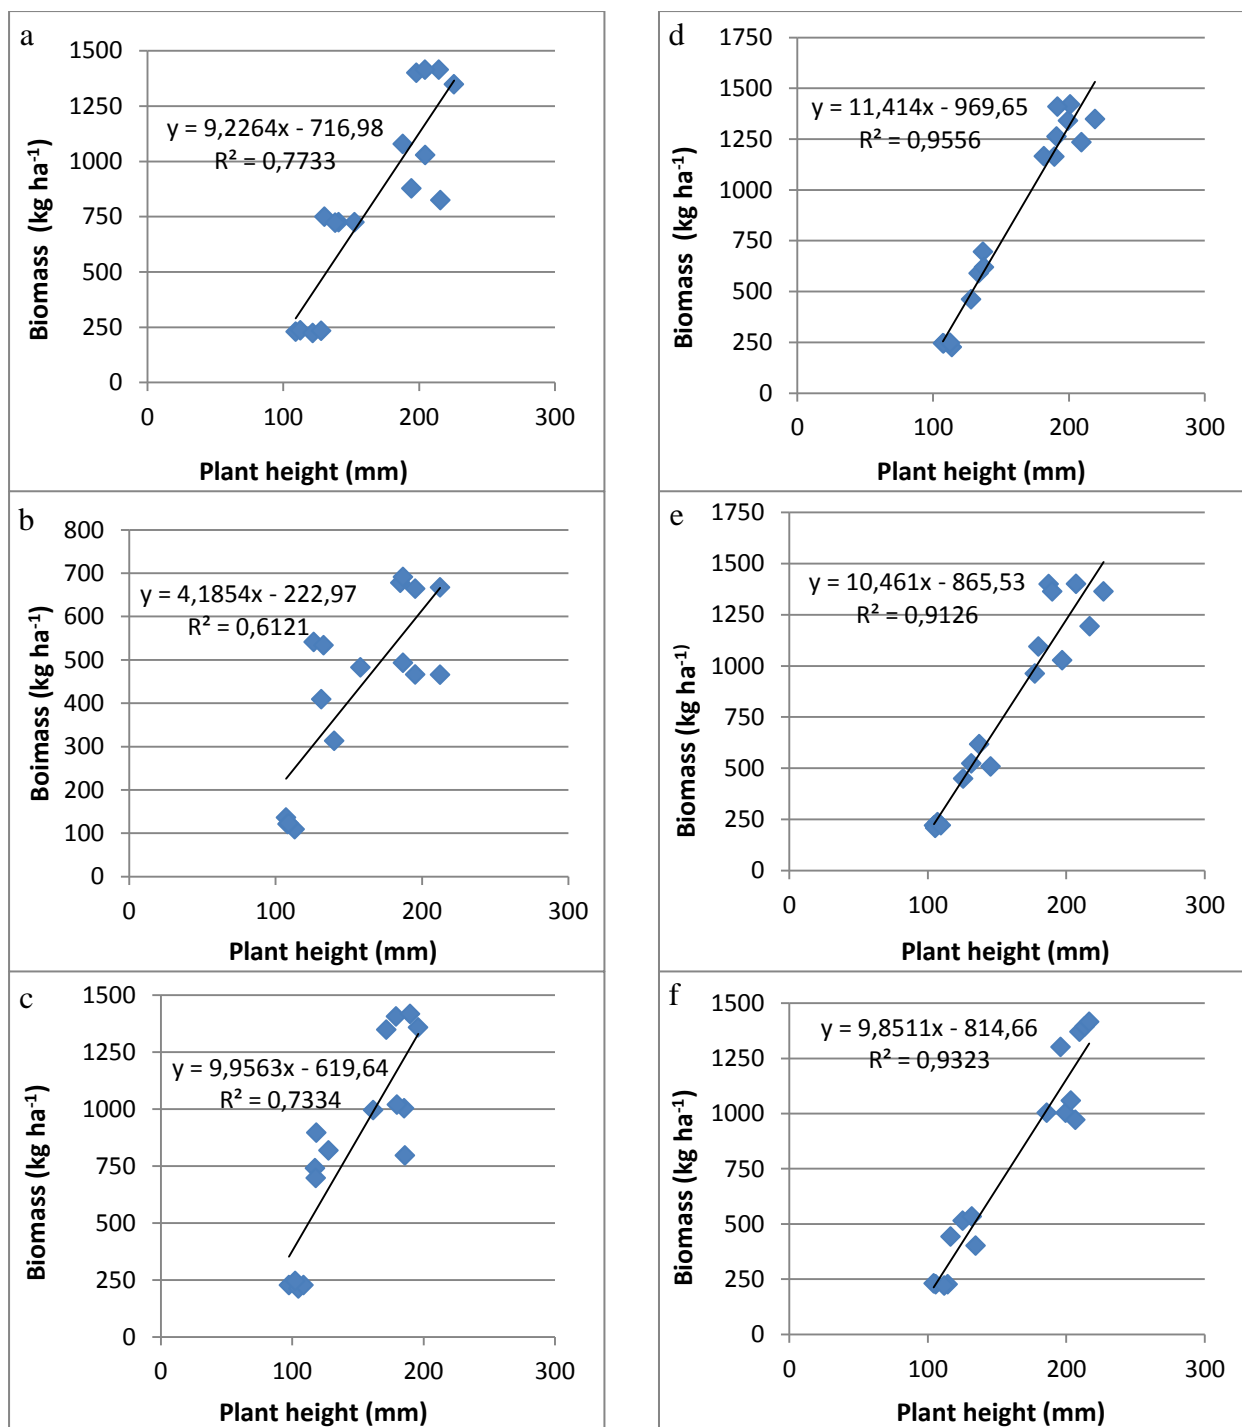 a
1500
1250
1000
750
500
250
0
0 100 200 300
y = 9,2264x - 716,98
R² = 0,7733
Biomass (kg ha⁻¹)
Plant height (mm)
b
800
700
600
500
400
300
200
100
0
0 100 200 300
y = 4,1854x - 222,97
R² = 0,6121
Boimass (kg ha⁻¹)
Plant height (mm)
c
1500
1250
1000
750
500
250
0
0 100 200 300
y = 9,9563x - 619,64
R² = 0,7334
Biomass (kg ha⁻¹)
Plant height (mm)
d
1750
1500
1250
1000
750
500
250
0
0 100 200 300
y = 11,414x - 969,65
R² = 0,9556
Biomass (kg ha⁻¹)
Plant height (mm)
e
1750
1500
1250
1000
750
500
250
0
0 100 200 300
y = 10,461x - 865,53
R² = 0,9126
Biomass (kg ha⁻¹⁾
Plant height (mm)
f
1500
1250
1000
750
500
250
0
0 100 200 300
y = 9,8511x - 814,66
R² = 0,9323
Biomass (kg ha⁻¹)
Plant height (mm)